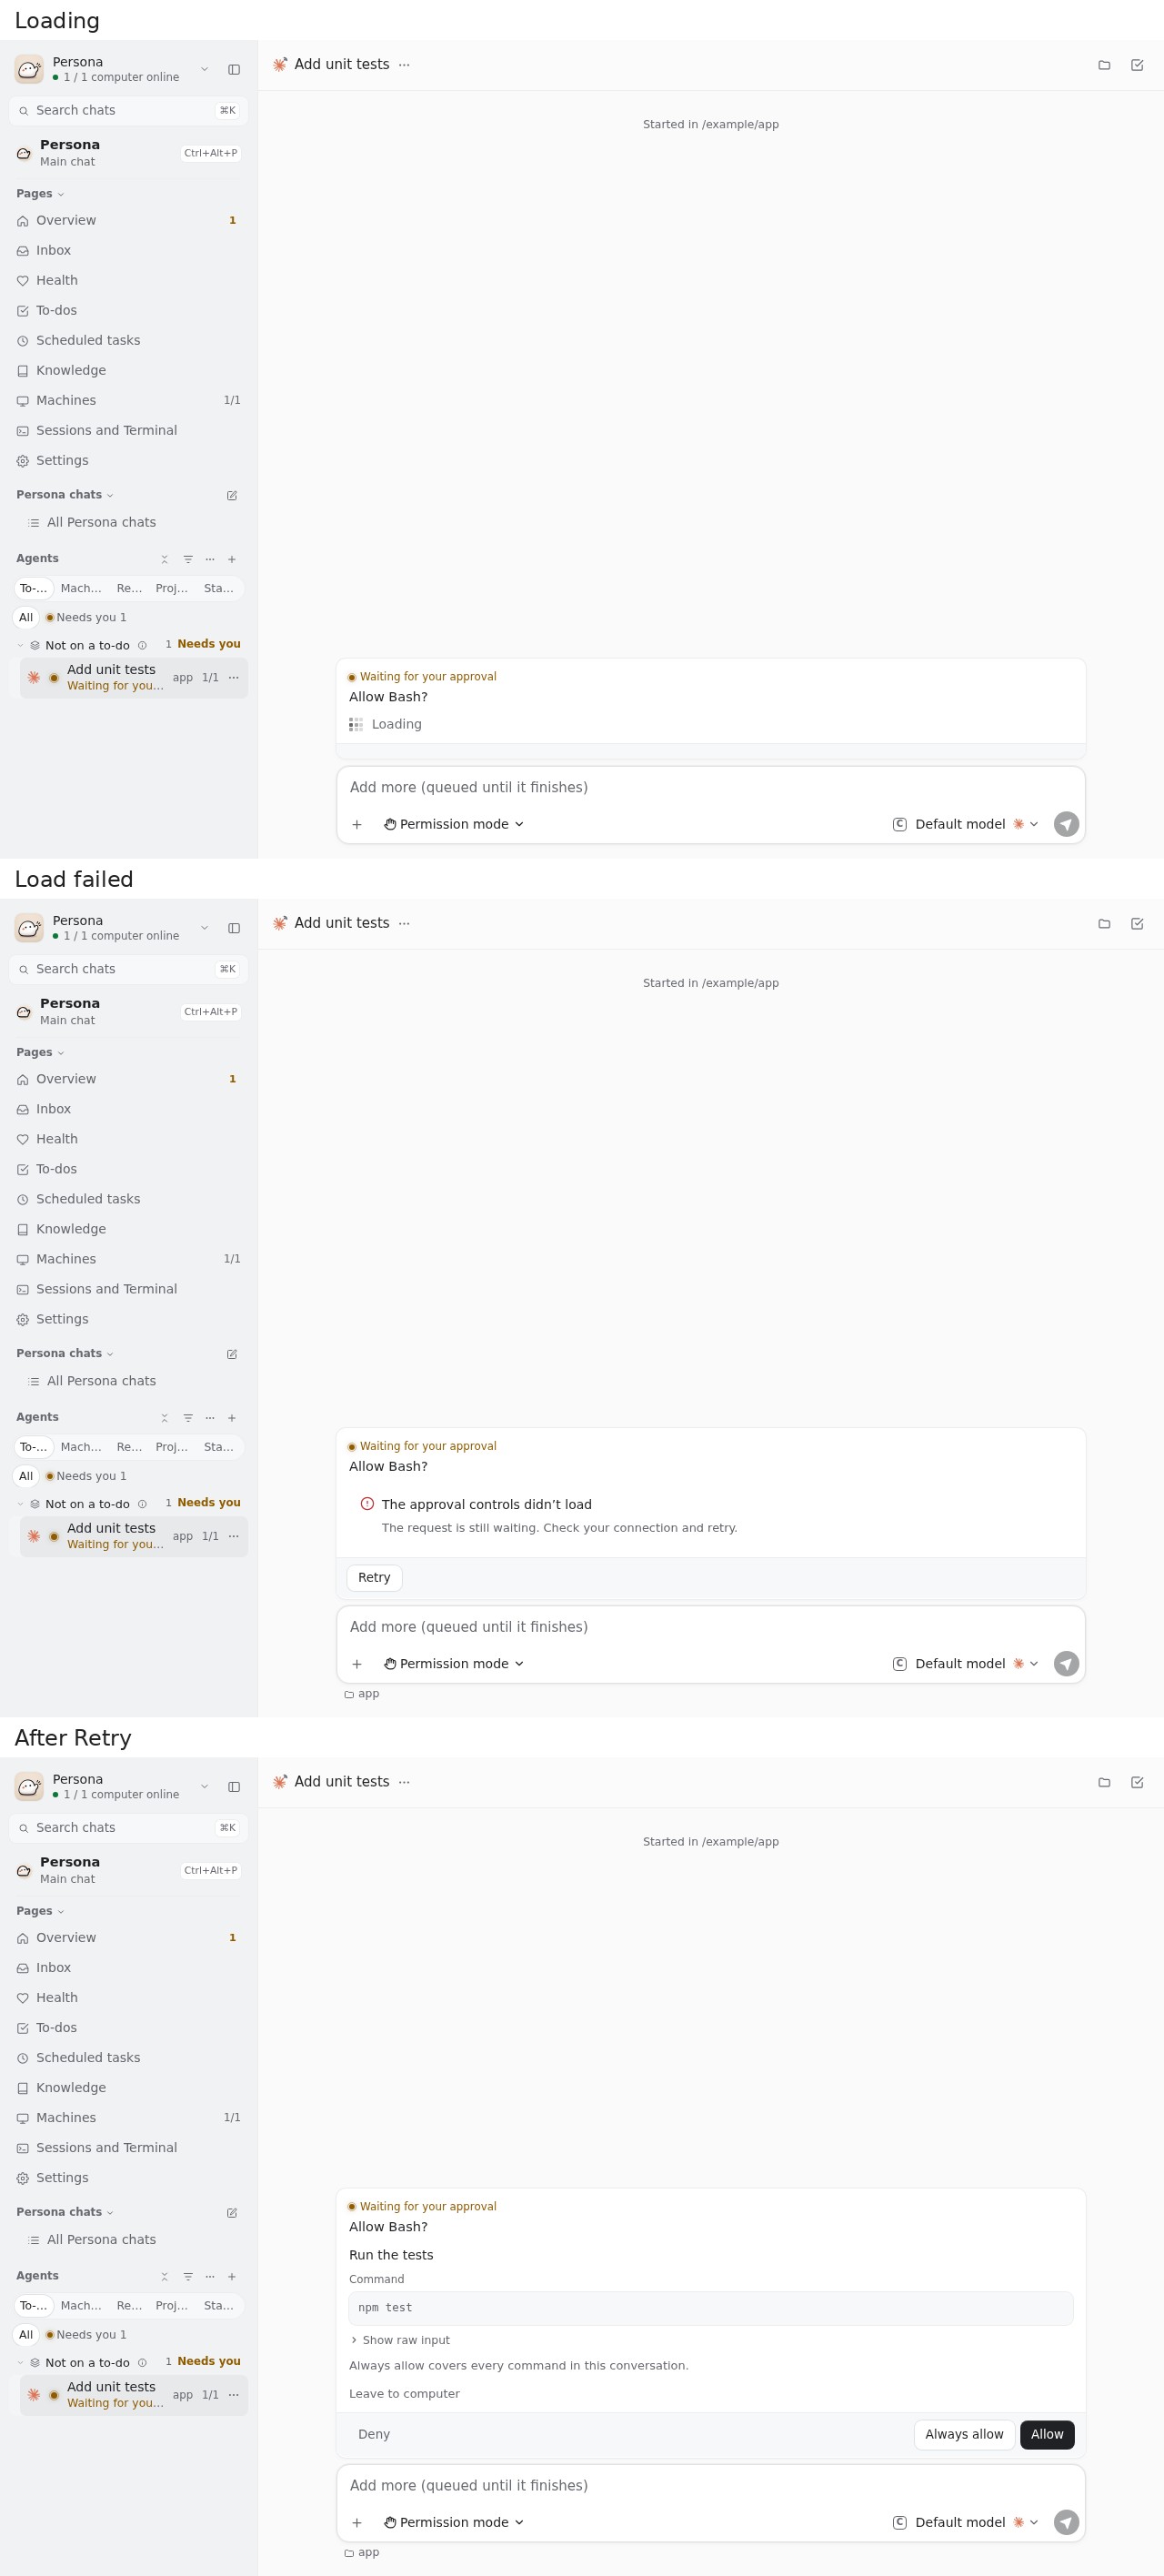 Loading
Persona
1 / 1 computer online
Search chats
⌘K
Persona
Main chat
Ctrl+Alt+P
Pages
Overview
1
Inbox
Health
To-dos
Scheduled tasks
Knowledge
Machines
1/1
Sessions and Terminal
Settings
Persona chats
All Persona chats
Agents
To-...
Mach...
Re...
Proj...
Sta...
All
Needs you 1
Not on a to-do
1 Needs you
Add unit tests
Waiting for you...
app 1/1
Add unit tests
Started in /example/app
Waiting for your approval
Allow Bash?
Loading
Add more (queued until it finishes)
Permission mode
C
Default model
Load failed
Persona
1 / 1 computer online
Search chats
⌘K
Persona
Main chat
Ctrl+Alt+P
Pages
Overview
1
Inbox
Health
To-dos
Scheduled tasks
Knowledge
Machines
1/1
Sessions and Terminal
Settings
Persona chats
All Persona chats
Agents
To-...
Mach...
Re...
Proj...
Sta...
All
Needs you 1
Not on a to-do
1 Needs you
Add unit tests
Waiting for you...
app 1/1
Add unit tests
Started in /example/app
Waiting for your approval
Allow Bash?
The approval controls didn’t load
The request is still waiting. Check your connection and retry.
Retry
Add more (queued until it finishes)
Permission mode
C
Default model
app
After Retry
Persona
1 / 1 computer online
Search chats
⌘K
Persona
Main chat
Ctrl+Alt+P
Pages
Overview
1
Inbox
Health
To-dos
Scheduled tasks
Knowledge
Machines
1/1
Sessions and Terminal
Settings
Persona chats
All Persona chats
Agents
To-...
Mach...
Re...
Proj...
Sta...
All
Needs you 1
Not on a to-do
1 Needs you
Add unit tests
Waiting for you...
app 1/1
Add unit tests
Started in /example/app
Waiting for your approval
Allow Bash?
Run the tests
Command
npm test
Show raw input
Always allow covers every command in this conversation.
Leave to computer
Deny
Always allow
Allow
Add more (queued until it finishes)
Permission mode
C
Default model
app